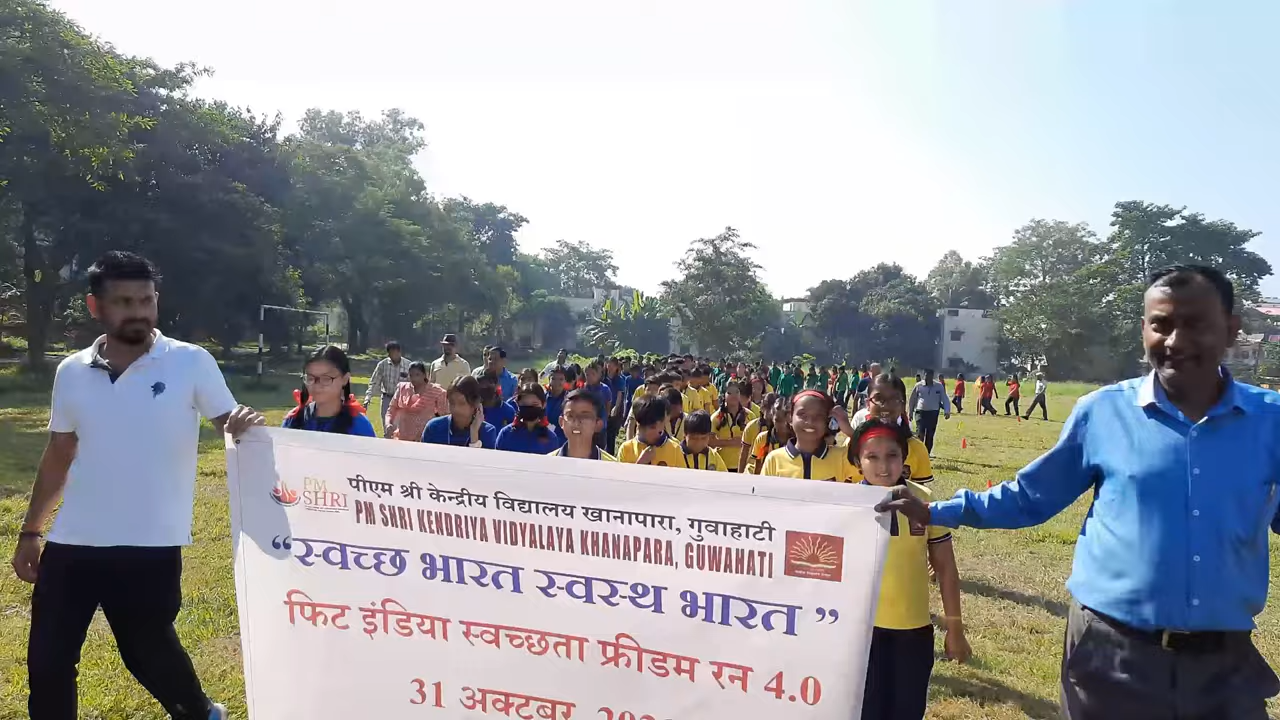 PM
SHRI
पीएम श्री केन्द्रीय विद्यालय खानापारा, गुवाहाटी
PM SHRI KENDRIYA VIDYALAYA KHANAPARA, GUWAHATI
“स्वच्छ भारत स्वस्थ भारत ”
फिट इंडिया स्वच्छता फ्रीडम रन 4.0
31 अक्टूबर